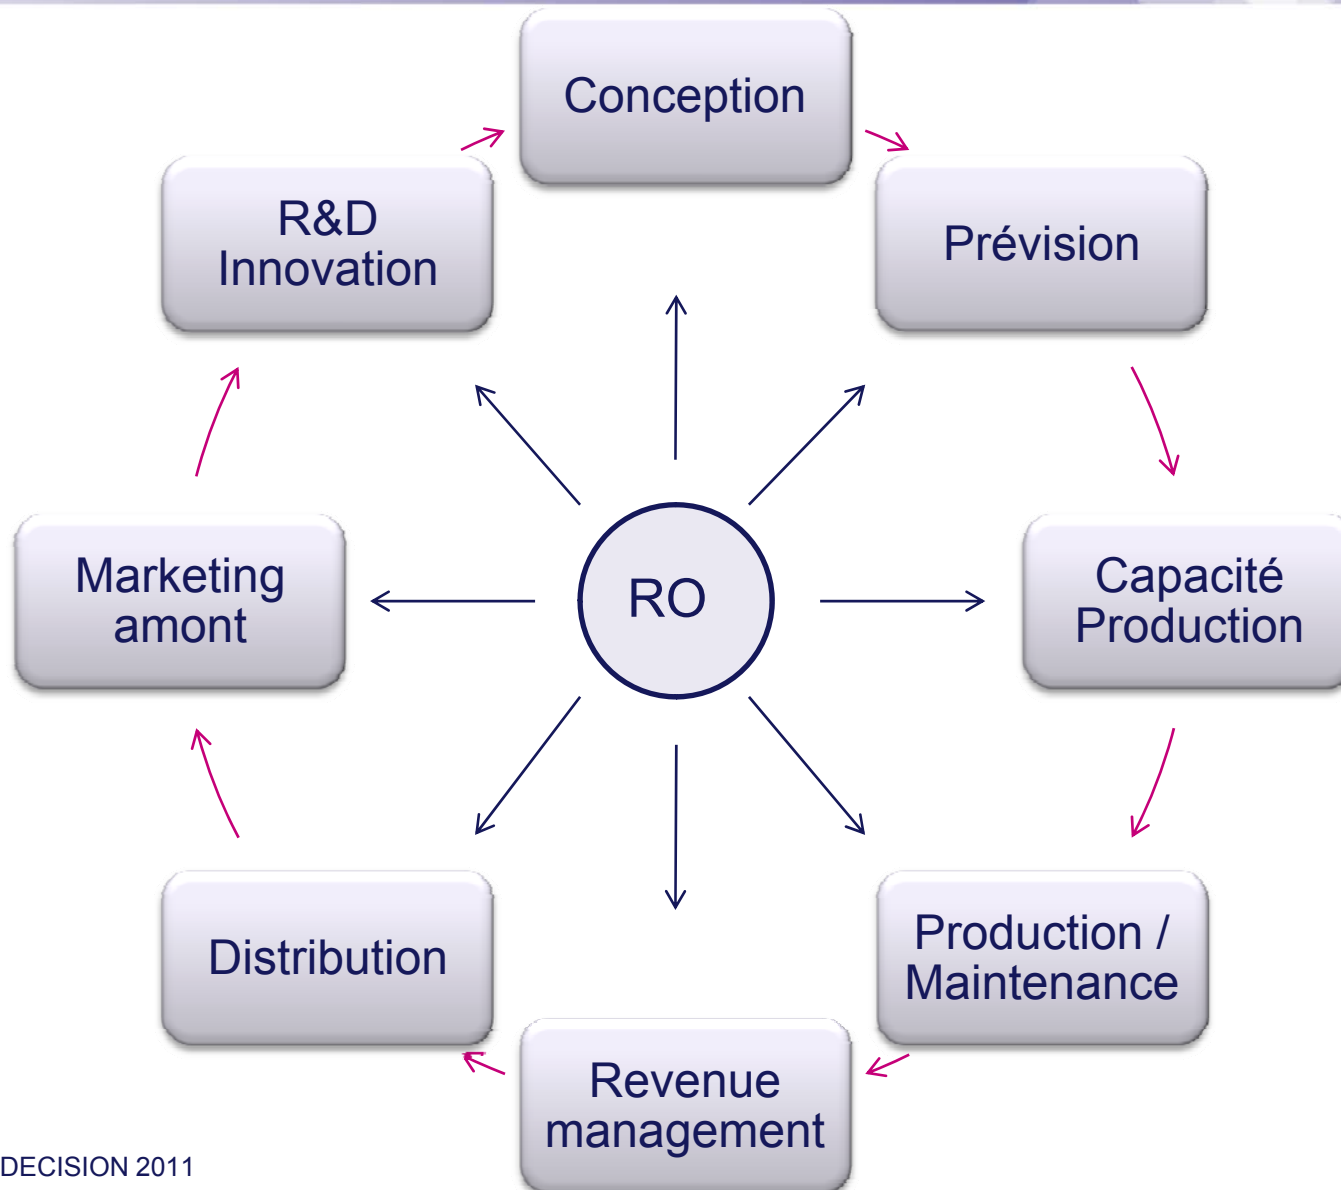 Conception
R&D
Innovation
Prévision
RO
Marketing
amont
Capacité
Production
Distribution
Production /
Maintenance
Revenue
management
DECISION 2011